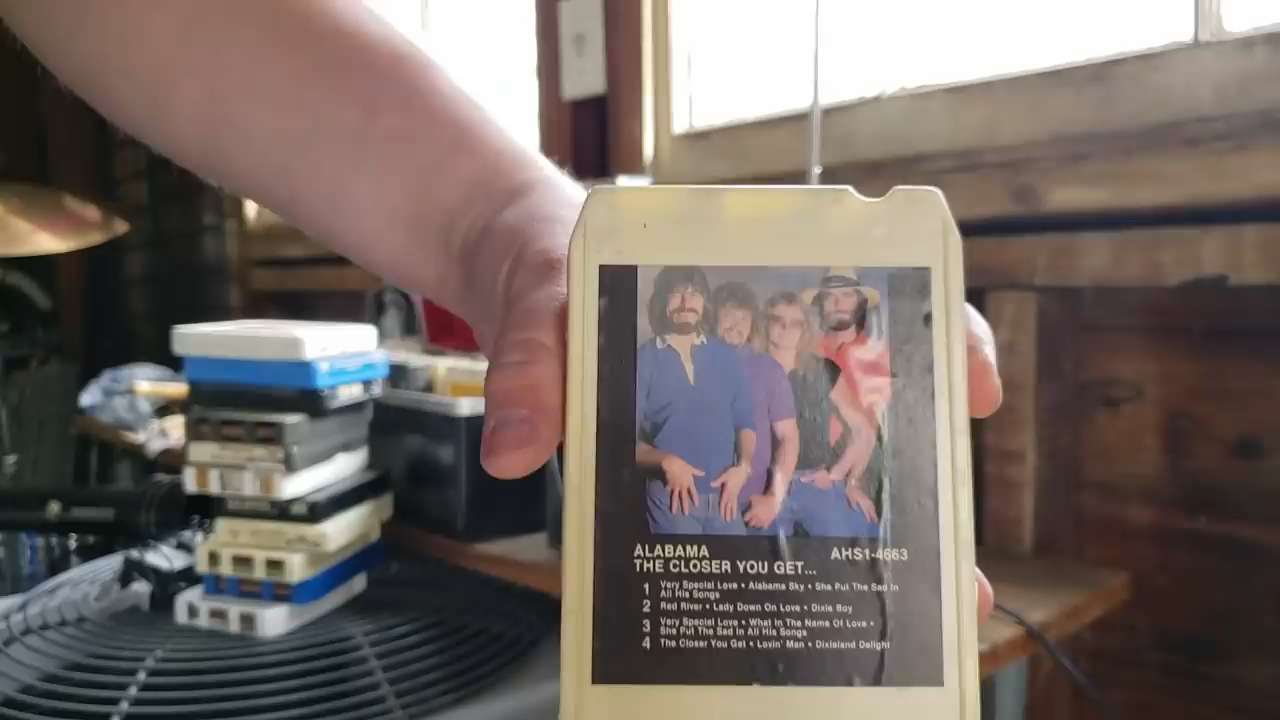 ALABAMA AHS1-4663
THE CLOSER YOU GET...
1 Very Special Love • Alabama Sky • She Put The Sad In
All His Songs
2 Red River • Lady Down On Love • Dixie Boy
3 Very Special Love • What In The Name Of Love •
She Put The Sad In All His Songs
4 The Closer You Get • Lovin' Man • Dixieland Delight